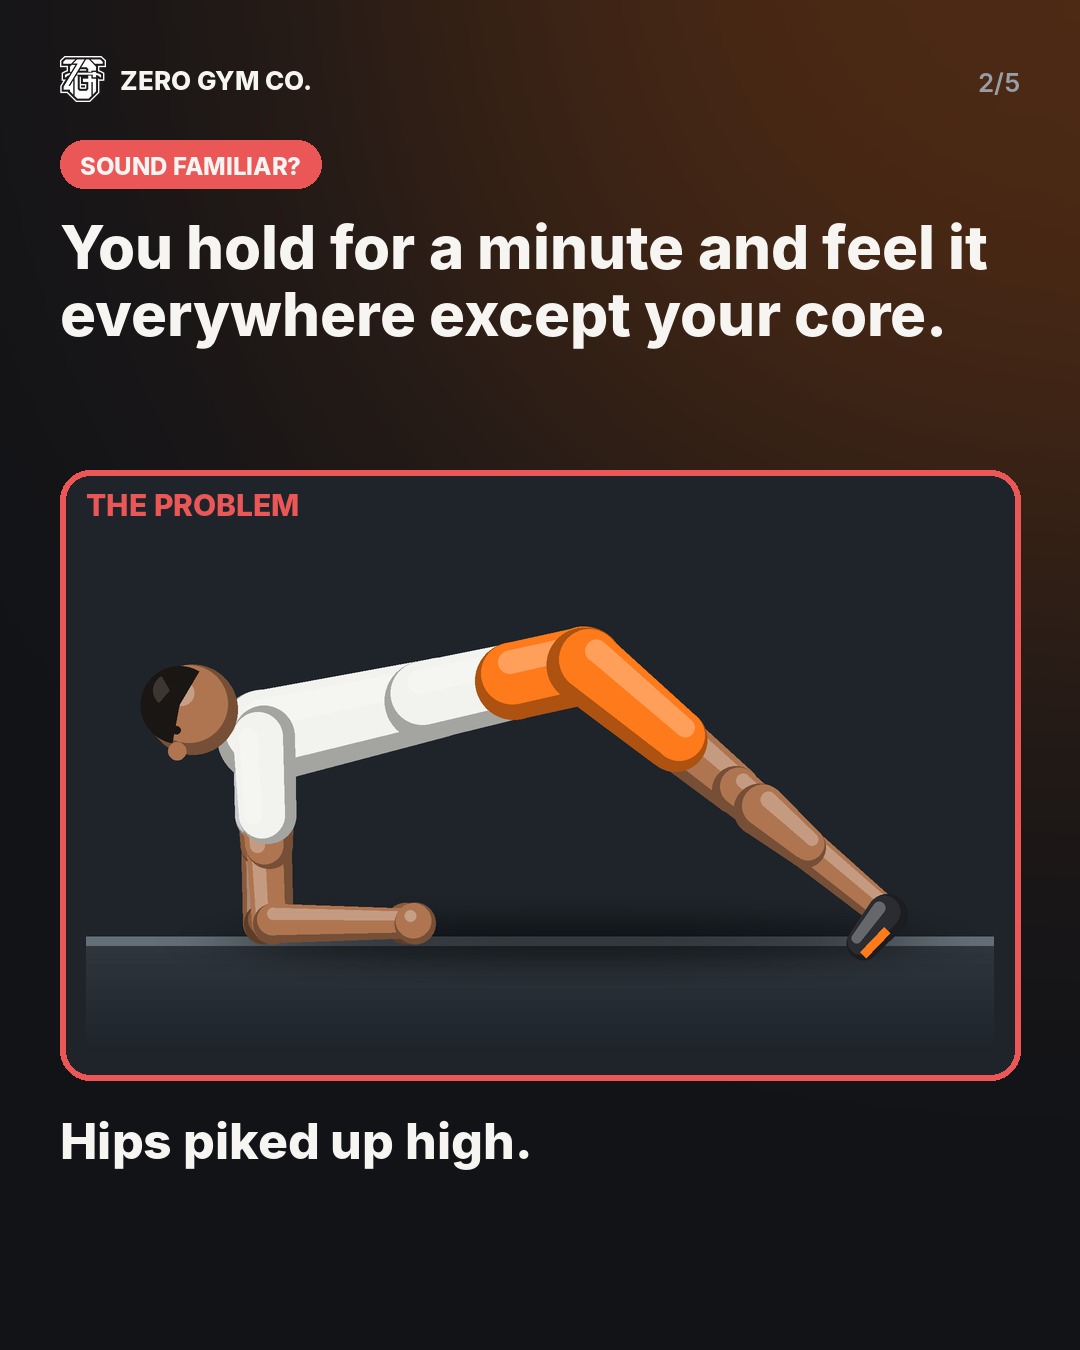 ZERO GYM CO.
2/5
SOUND FAMILIAR?
You hold for a minute and feel it
everywhere except your core.
THE PROBLEM
Hips piked up high.